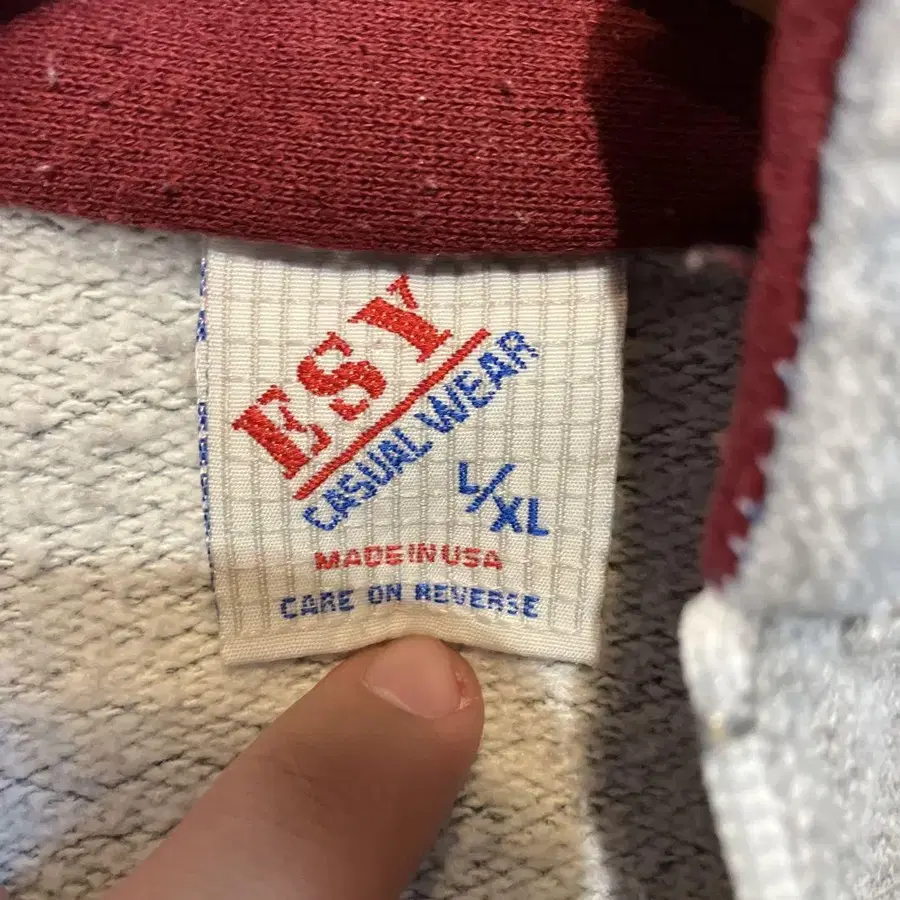 ESY
CASUAL WEAR
L/XL
MADE IN USA
CARE ON REVERSE